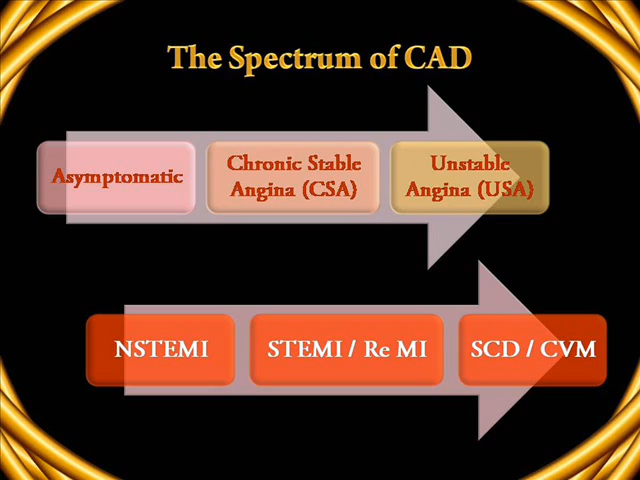 The Spectrum of CAD
Asymptomatic
Chronic Stable
Angina (CSA)
Unstable
Angina (USA)
NSTEMI
STEMI / Re MI
SCD / CVM